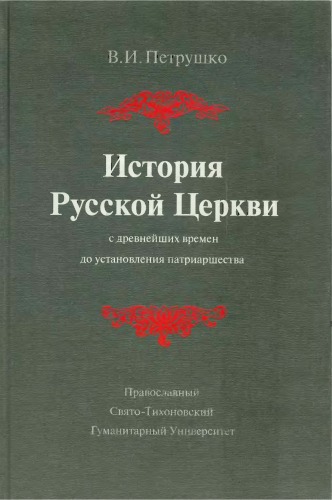 В.И. Петрушко
История
Русской Церкви
с древнейших времен
до установления патриаршества
Православный
Свято-Тихоновский
Гуманитарный Университет